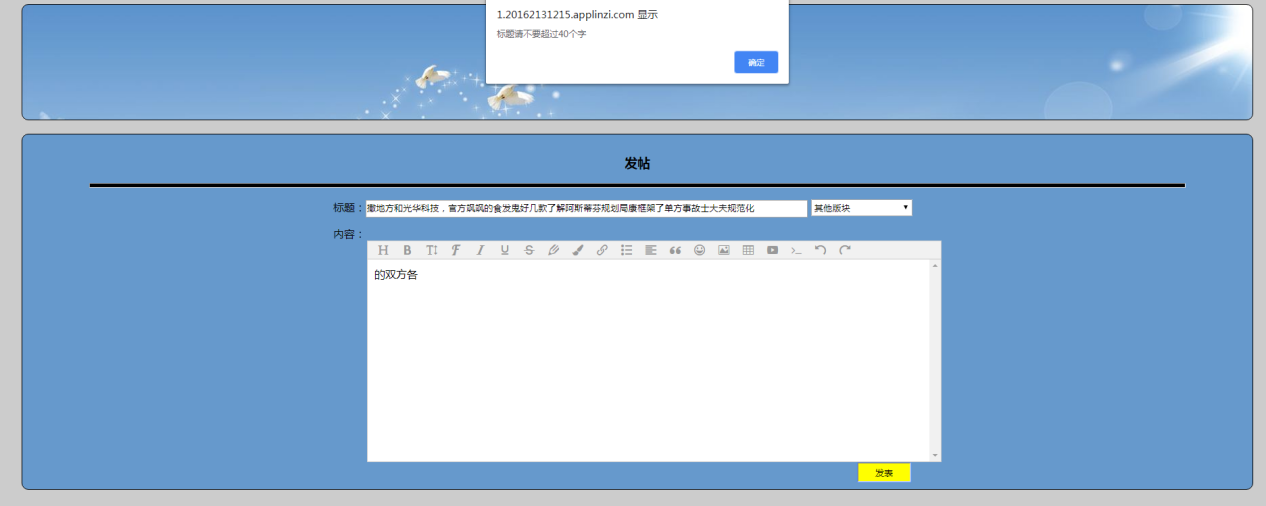 1.20162131215.applinzi.com 显示
标题请不要超过40个字
确定
发帖
标题：
撒地方和光华科技，官方飒飒的食发鬼好几款了解阿斯蒂芬规划局康框架了单方事故士大夫规范化
其他版块
内容：
的双方各
发表